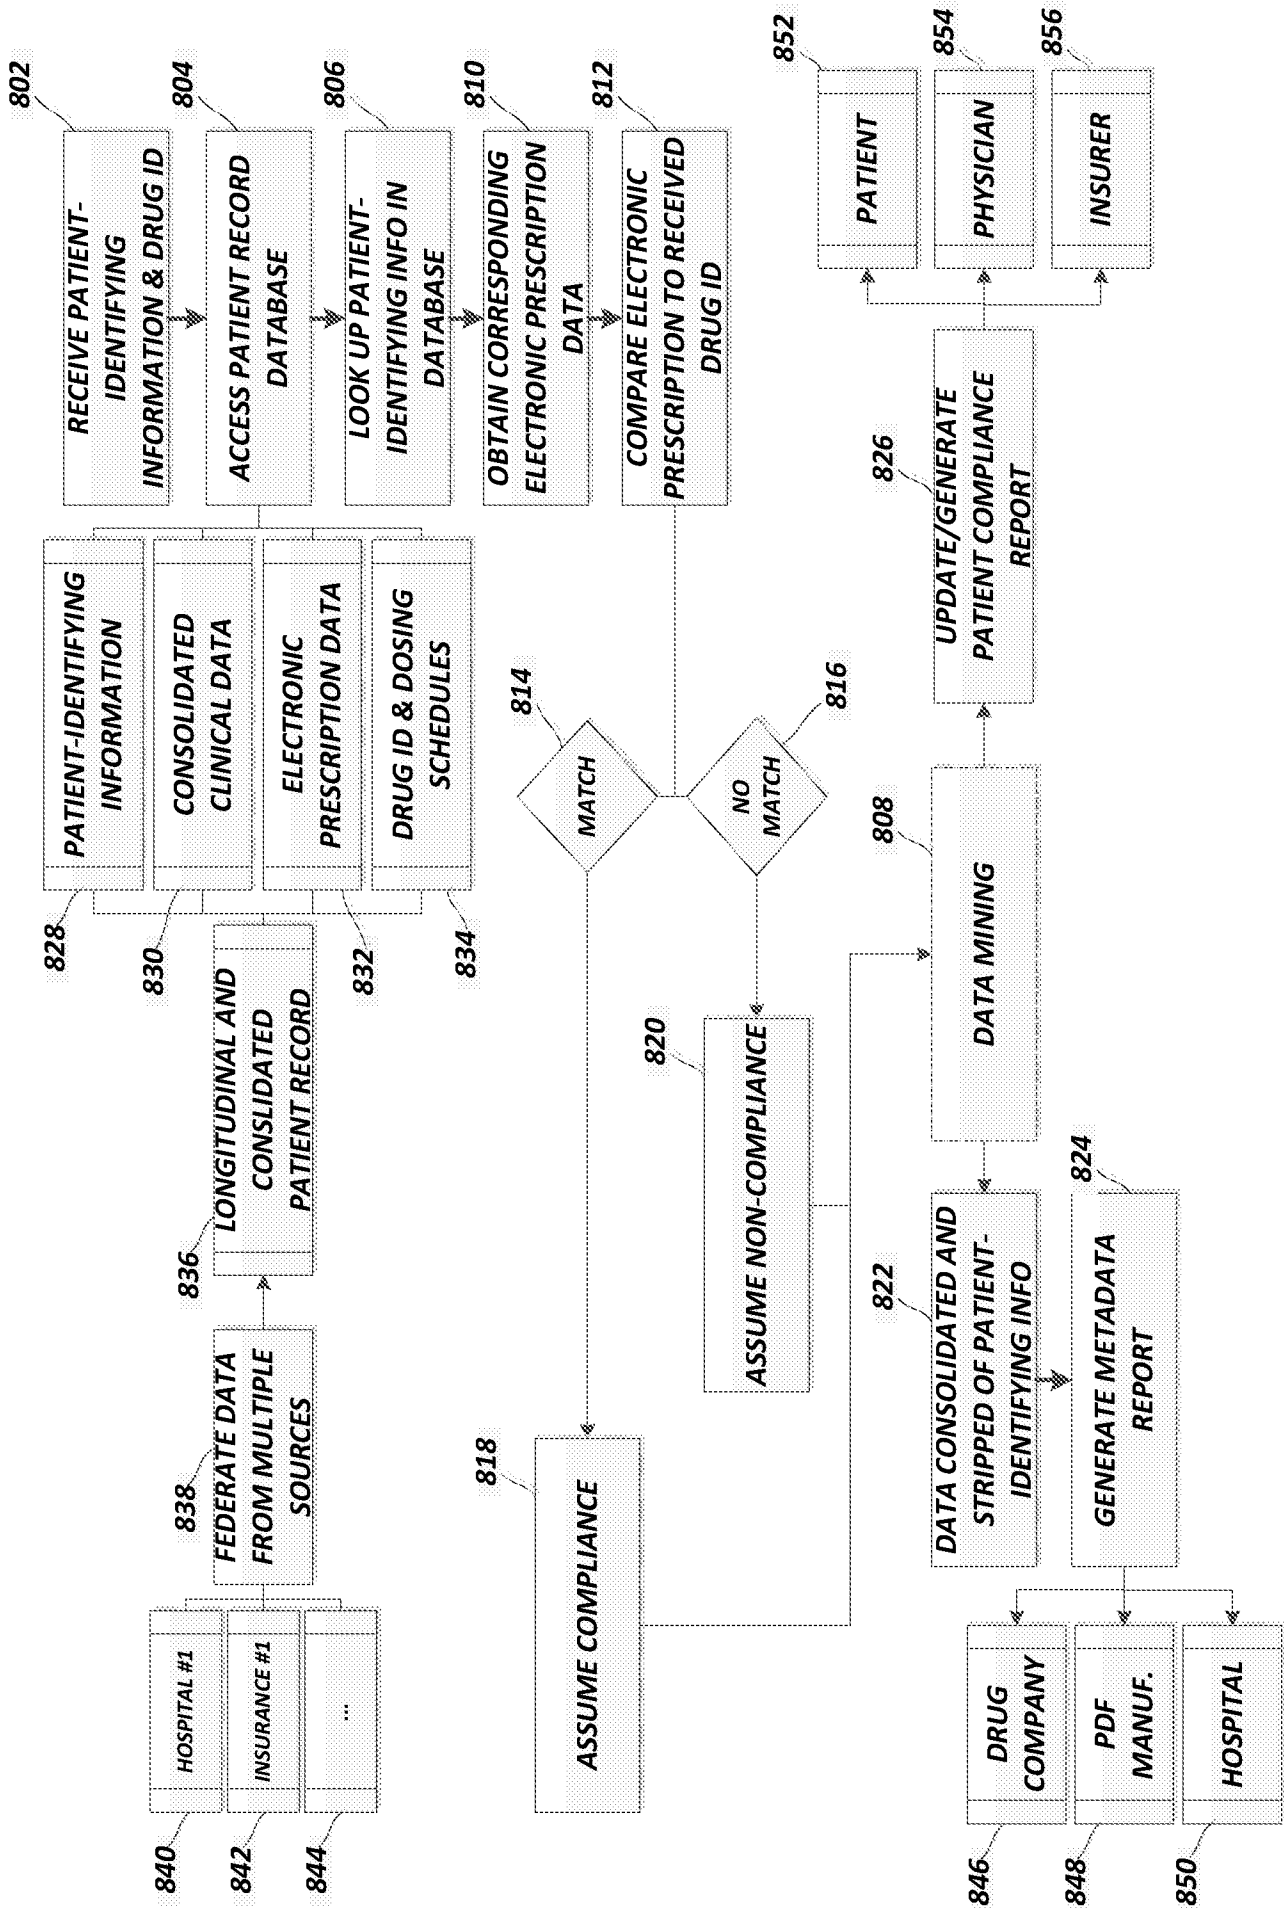 802
RECEIVE PATIENT-
IDENTIFYING
INFORMATION & DRUG ID
804
ACCESS PATIENT RECORD
DATABASE
806
LOOK UP PATIENT-
IDENTIFYING INFO IN
DATABASE
810
OBTAIN CORRESPONDING
ELECTRONIC PRESCRIPTION
DATA
812
COMPARE ELECTRONIC
PRESCRIPTION TO RECEIVED
DRUG ID
828
PATIENT-IDENTIFYING
INFORMATION
830
CONSOLIDATED
CLINICAL DATA
832
ELECTRONIC
PRESCRIPTION DATA
834
DRUG ID & DOSING
SCHEDULES
836
LONGITUDINAL AND
CONSLIDATED
PATIENT RECORD
838
FEDERATE DATA
FROM MULTIPLE
SOURCES
840
HOSPITAL #1
842
INSURANCE #1
844
...
814
MATCH
816
NO
MATCH
818
ASSUME COMPLIANCE
820
ASSUME NON-COMPLIANCE
808
DATA MINING
822
DATA CONSOLIDATED AND
STRIPPED OF PATIENT-
IDENTIFYING INFO
824
GENERATE METADATA
REPORT
846
DRUG
COMPANY
848
PDF
MANUF.
850
HOSPITAL
826
UPDATE/GENERATE
PATIENT COMPLIANCE
REPORT
852
PATIENT
854
PHYSICIAN
856
INSURER